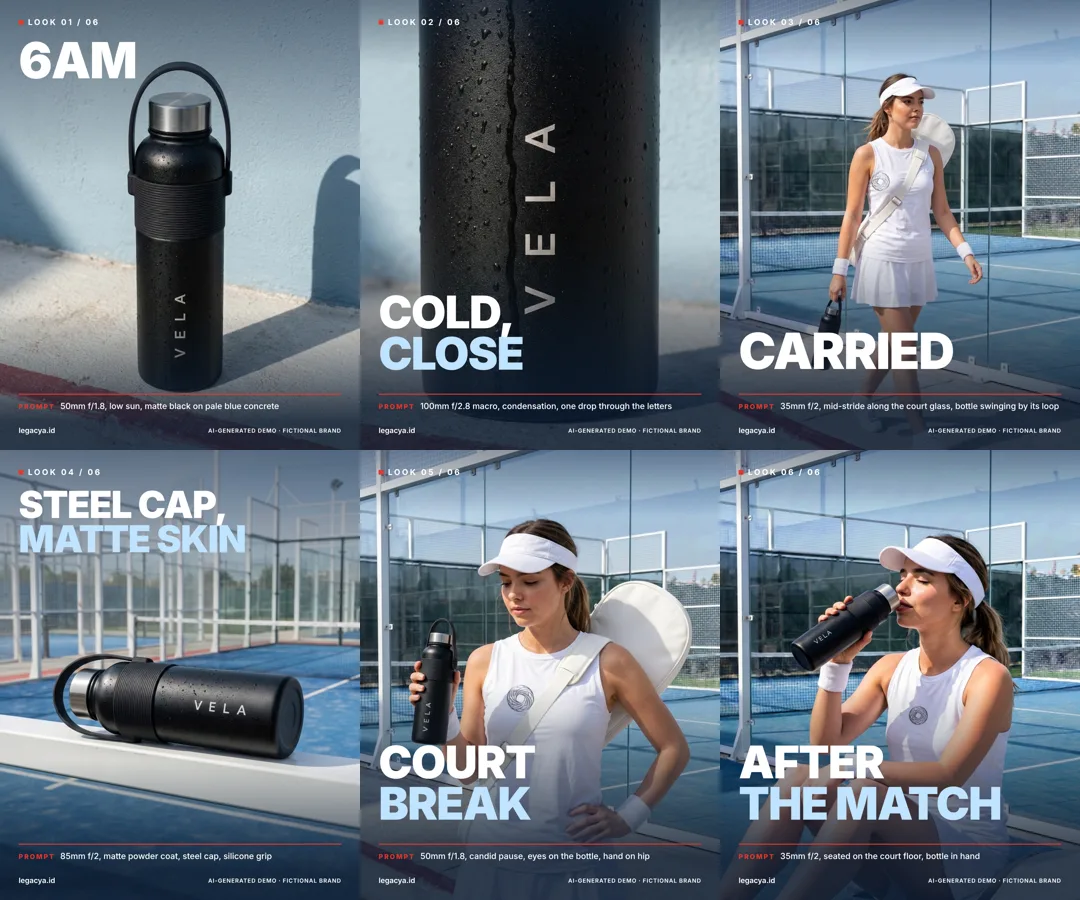 LOOK 01 / 06
6AM
VELA
PROMPT 50mm f/1.8, low sun, matte black on pale blue concrete
legacya.id
AI-GENERATED DEMO · FICTIONAL BRAND
LOOK 02 / 06
VELA
COLD,
CLOSE
PROMPT 100mm f/2.8 macro, condensation, one drop through the letters
legacya.id
AI-GENERATED DEMO · FICTIONAL BRAND
LOOK 03 / 06
CARRIED
PROMPT 35mm f/2, mid-stride along the court glass, bottle swinging by its loop
legacya.id
AI-GENERATED DEMO · FICTIONAL BRAND
LOOK 04 / 06
STEEL CAP,
MATTE SKIN
VELA
PROMPT 85mm f/2, matte powder coat, steel cap, silicone grip
legacya.id
AI-GENERATED DEMO · FICTIONAL BRAND
LOOK 05 / 06
VELA
COURT
BREAK
PROMPT 50mm f/1.8, candid pause, eyes on the bottle, hand on hip
legacya.id
AI-GENERATED DEMO · FICTIONAL BRAND
LOOK 06 / 06
VELA
AFTER
THE MATCH
PROMPT 35mm f/2, seated on the court floor, bottle in hand
legacya.id
AI-GENERATED DEMO · FICTIONAL BRAND